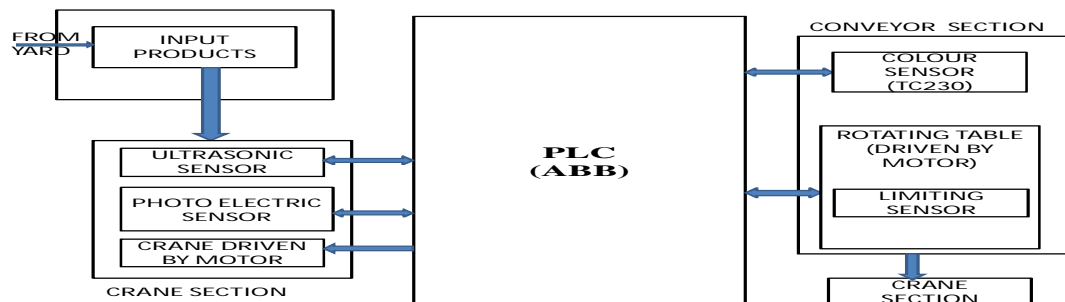 FROM
YARD
INPUT
PRODUCTS
ULTRASONIC
SENSOR
PHOTO ELECTRIC
SENSOR
CRANE DRIVEN
BY MOTOR
CRANE SECTION
PLC
(ABB)
CONVEYOR SECTION
COLOUR
SENSOR
(TC230)
ROTATING TABLE
(DRIVEN BY
MOTOR)
LIMITING
SENSOR
CRANE
SECTION